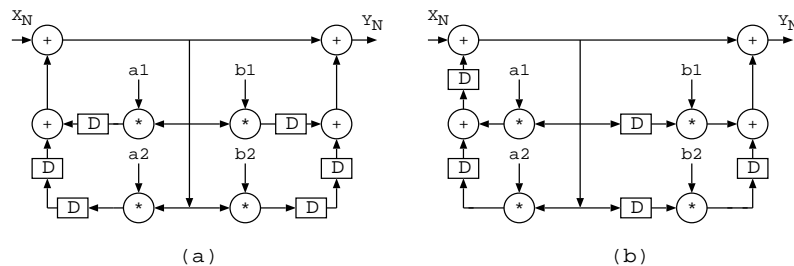 X_N + + Y_N X_N + + Y_N
a1 b1 D a1 b1
+ D * * D + + * D * +
D a2 b2 D D a2 b2 D
D * * D * D *
(a) (b)